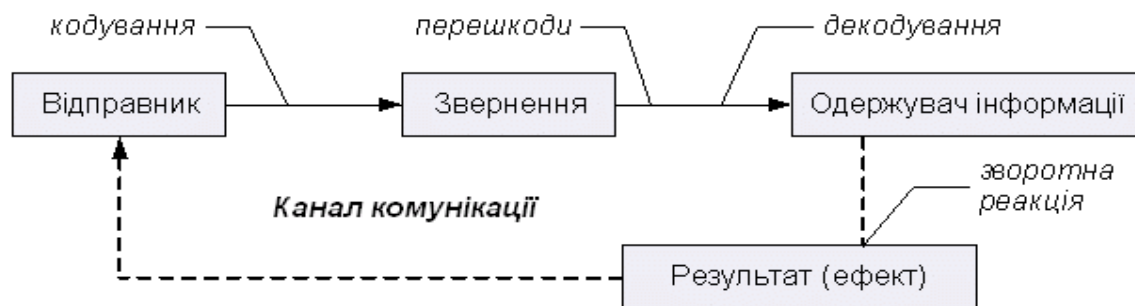 кодування
перешкоди
декодування
Відправник
Звернення
Одержувач інформації
зворотна
реакція
Канал комунікації
Результат (ефект)